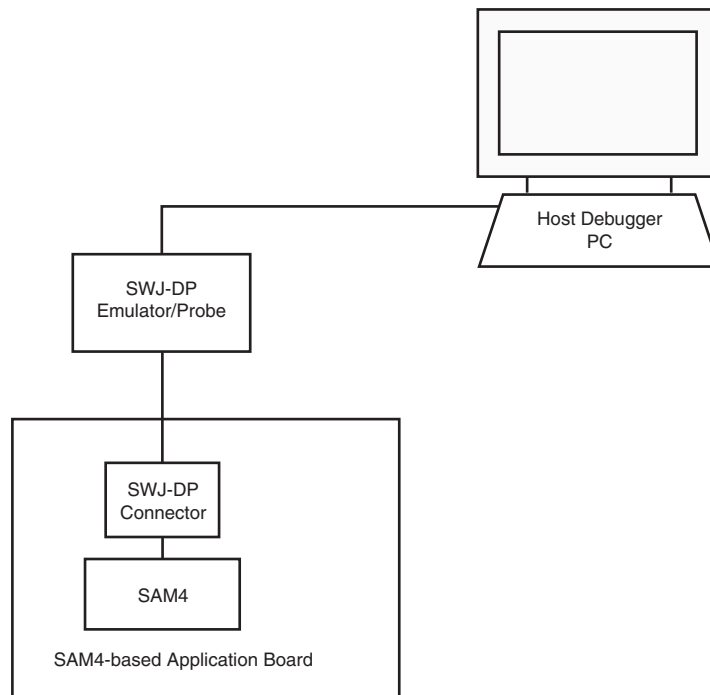 Host Debugger
PC
SWJ-DP
Emulator/Probe
SWJ-DP
Connector
SAM4
SAM4-based Application Board